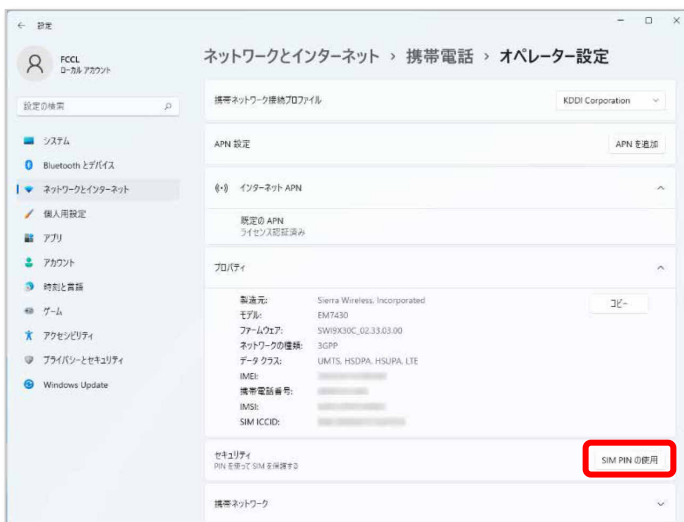 設定
FCCL
ローカル アカウント
設定の検索
システム
Bluetooth とデバイス
ネットワークとインターネット
個人用設定
アプリ
アカウント
時刻と言語
ゲーム
アクセシビリティ
プライバシーとセキュリティ
Windows Update
ネットワークとインターネット › 携帯電話 › オペレーター設定
携帯ネットワーク接続プロファイル KDDI Corporation
APN 設定 APN を追加
インターネット APN
既定の APN
ライセンス認証済み
プロパティ
製造元: Sierra Wireless, Incorporated コピー
モデル: EM7430
ファームウェア: SWI9X30C_02.33.03.00
ネットワークの種類: 3GPP
データ クラス: UMTS, HSDPA, HSUPA, LTE
IMEI:
携帯電話番号:
IMSI:
SIM ICCID:
セキュリティ SIM PIN の使用
PIN を使って SIM を保護する
携帯ネットワーク